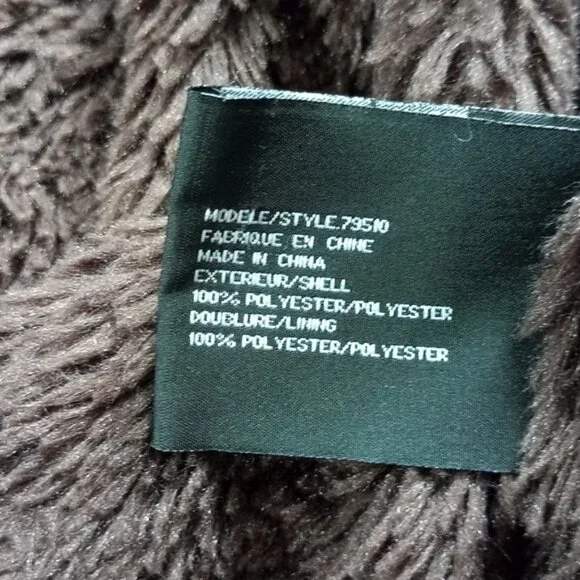 MODELE/STYLE.79510
FABRIQUE EN CHINE
MADE IN CHINA
EXTERIEUR/SHELL
100% POLYESTER/POLYESTER
DOUBLURE/LINING
100% POLYESTER/POLYESTER